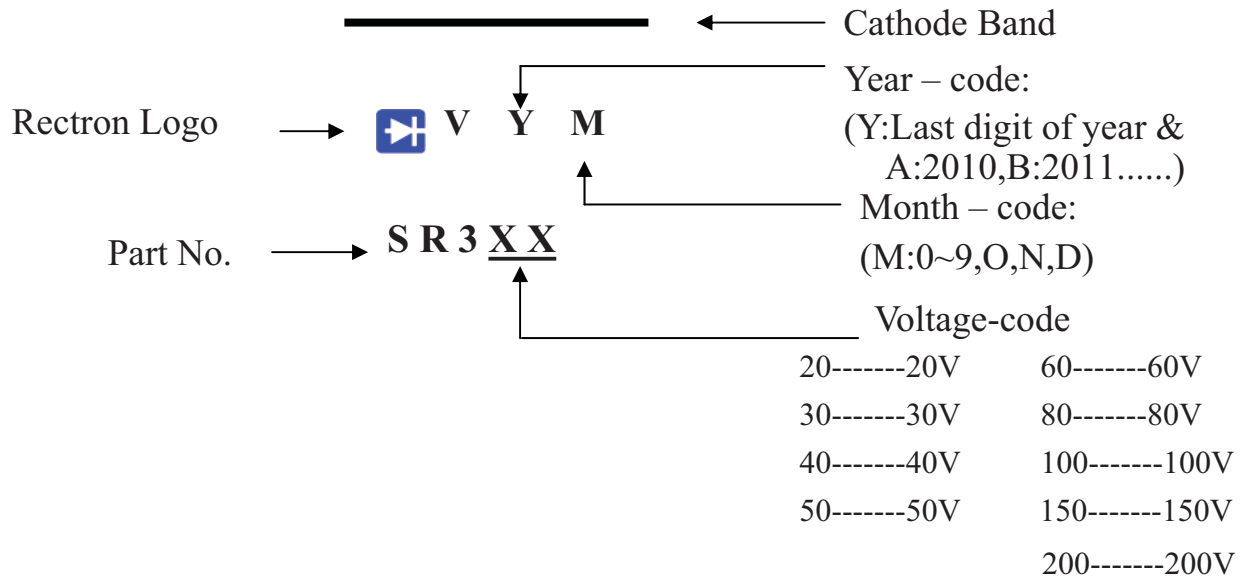 Cathode Band
Year – code:
Rectron Logo
V Y M
(Y:Last digit of year &
A:2010,B:2011......)
Month – code:
Part No.
S R 3 X X
(M:0~9,O,N,D)
Voltage-code
20-------20V 60-------60V
30-------30V 80-------80V
40-------40V 100-------100V
50-------50V 150-------150V
200-------200V